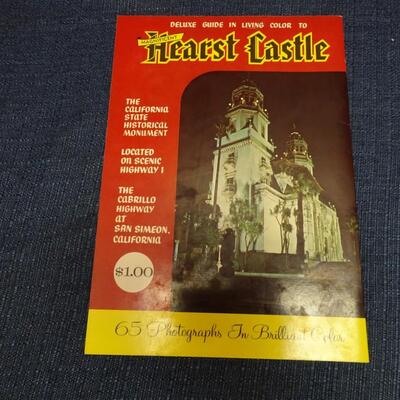 DELUXE GUIDE IN LIVING COLOR TO
MAGNIFICENT
Hearst Castle
THE
CALIFORNIA
STATE
HISTORICAL
MONUMENT
LOCATED
ON SCENIC
HIGHWAY 1
THE
CABRILLO
HIGHWAY
AT
SAN SIMEON,
CALIFORNIA
$1.00
65 Photographs In Brilliant Color